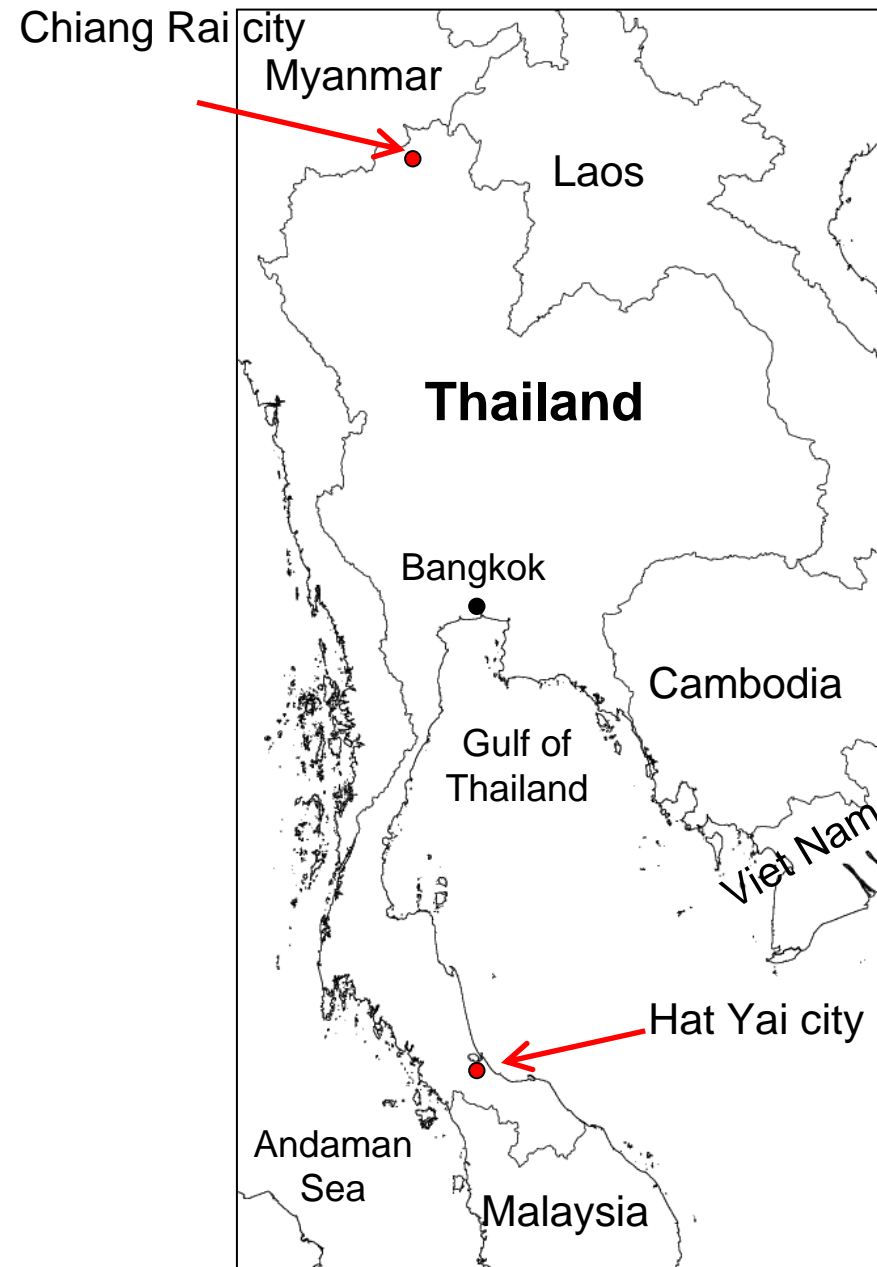 Chiang Rai city
Myanmar
Laos
Thailand
Bangkok
Cambodia
Gulf of
Thailand
Viet Nam
Hat Yai city
Andaman
Sea
Malaysia